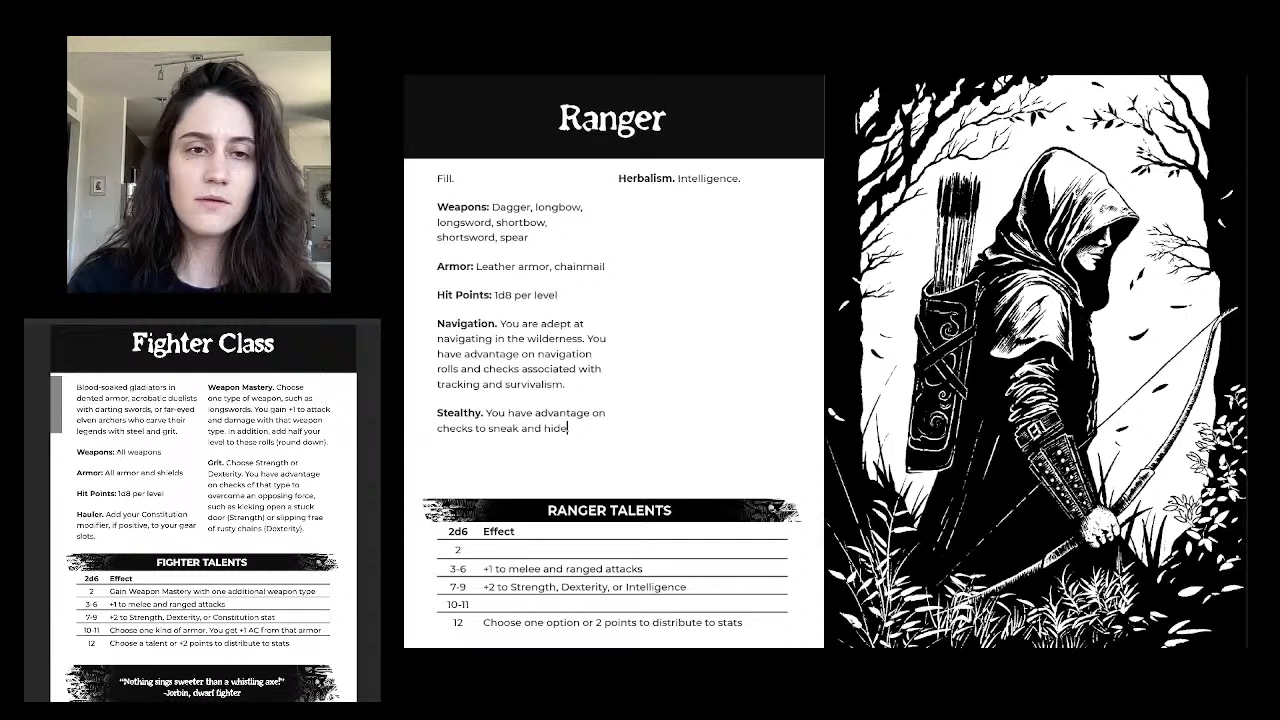 Ranger
Fill.
Weapons: Dagger, longbow,
longsword, shortbow,
shortsword, spear
Armor: Leather armor, chainmail
Hit Points: 1d8 per level
Navigation. You are adept at
navigating in the wilderness. You
have advantage on navigation
rolls and checks associated with
tracking and survivalism.
Stealthy. You have advantage on
checks to sneak and hide
Herbalism. Intelligence.
RANGER TALENTS
2d6 Effect
2
3-6 +1 to melee and ranged attacks
7-9 +2 to Strength, Dexterity, or Intelligence
10-11
12 Choose one option or 2 points to distribute to stats
Fighter Class
Blood-soaked gladiators in
dented armor, acrobatic duelists
with darting swords, or far-eyed
elven archers who carve their
legends with steel and grit.
Weapons: All weapons
Armor: All armor and shields
Hit Points: 1d8 per level
Hauler. Add your Constitution
modifier, if positive, to your gear
slots.
Weapon Mastery. Choose
one type of weapon, such as
longswords. You gain +1 to attack
and damage with that weapon
type. In addition, add half your
level to these rolls (round down).
Grit. Choose Strength or
Dexterity. You have advantage
on checks of that type to
overcome an opposing force,
such as kicking open a stuck
door (Strength) or slipping free
of rusty chains (Dexterity).
FIGHTER TALENTS
2d6 Effect
2 Gain Weapon Mastery with one additional weapon type
3-6 +1 to melee and ranged attacks
7-9 +2 to Strength, Dexterity, or Constitution stat
10-11 Choose one kind of armor. You get +1 AC from that armor
12 Choose a talent or +2 points to distribute to stats
"Nothing sings sweeter than a whistling axe!"
-Jorbin, dwarf fighter